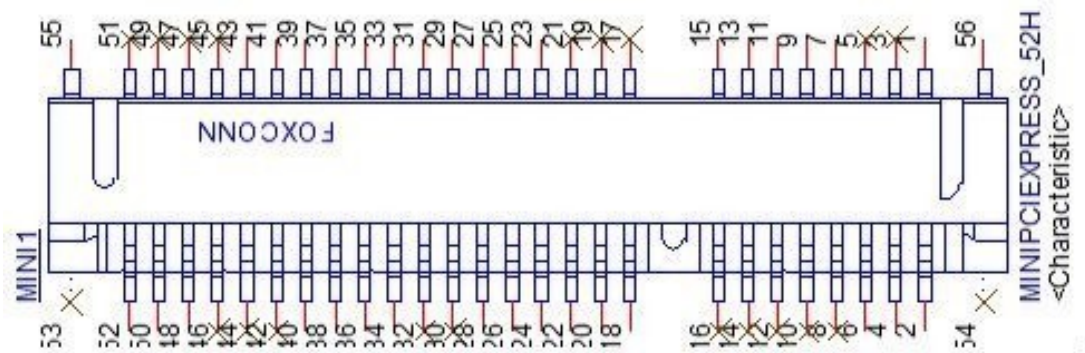 55 51 49 47 45 43 41 39 37 35 33 31 29 27 25 23 21 19 17 15 13 11 9 7 5 3 1 56
FOXCONN
MINI1
MINIPCIEXPRESS_52H
<Characteristic>
53 52 50 48 46 44 42 40 38 36 34 32 30 28 26 24 22 20 18 16 14 12 10 8 6 4 2 54